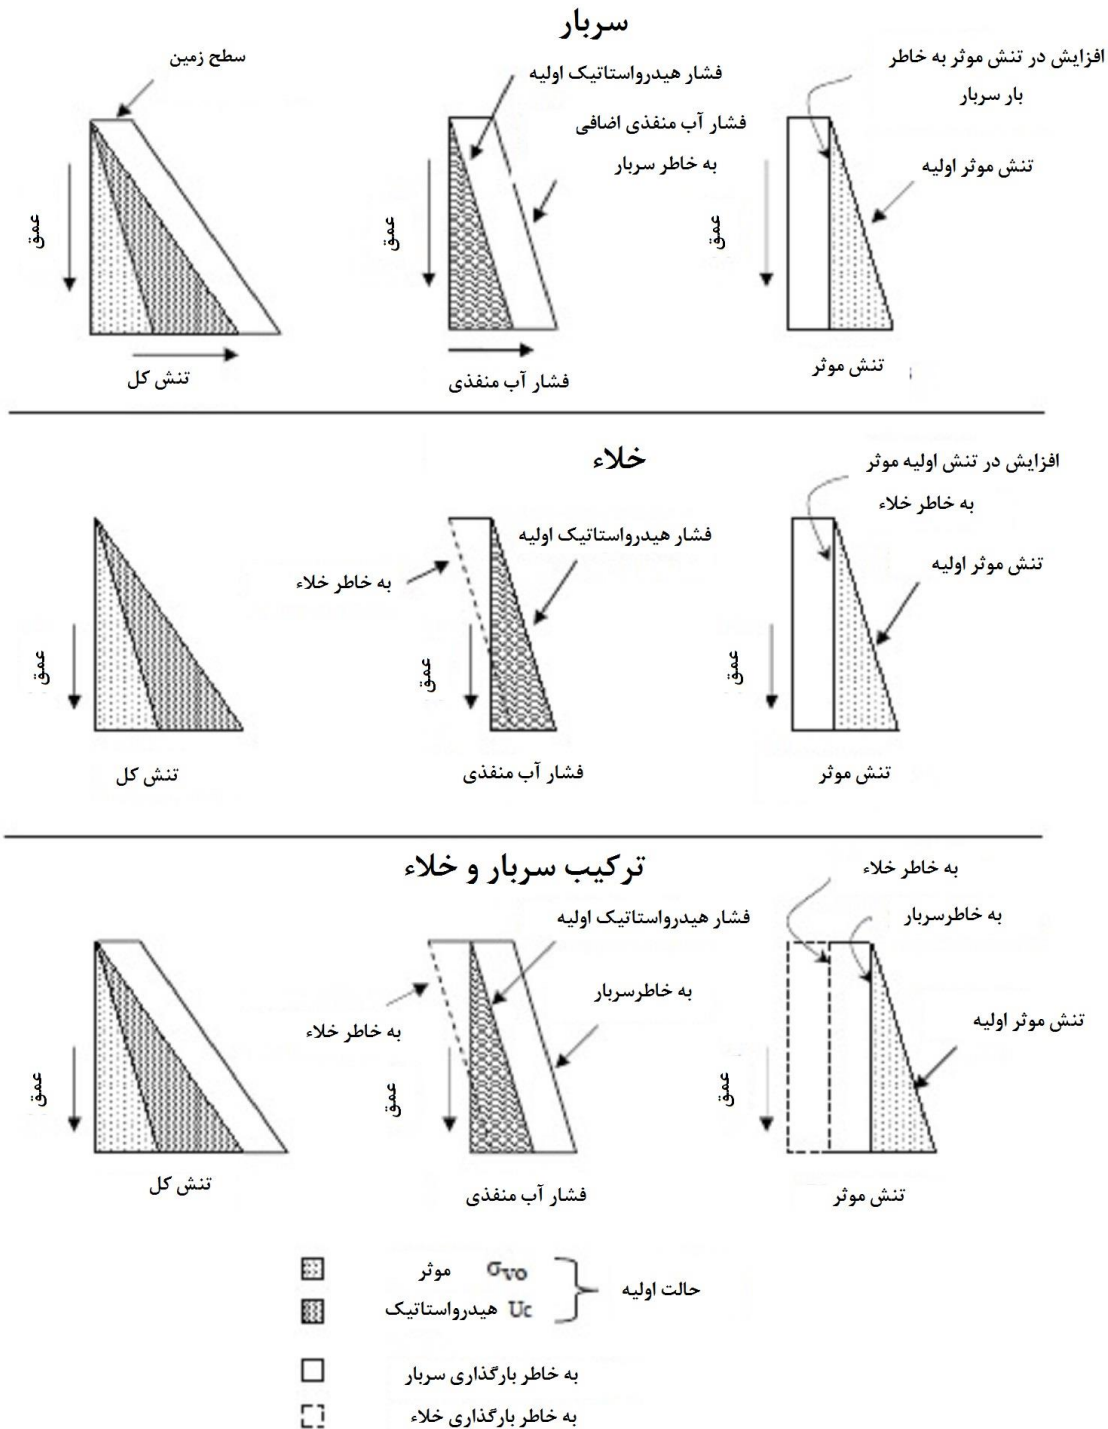 سربار
سطح زمین
فشار هیدرواستاتیک اولیه
فشار آب منفذی اضافی
به خاطر سربار
افزایش در تنش موثر به خاطر
بار سربار
تنش موثر اولیه
عمق
عمق
عمق
تنش کل
فشار آب منفذی
تنش موثر
خلاء
افزایش در تنش اولیه موثر
به خاطر خلاء
فشار هیدرواستاتیک اولیه
تنش موثر اولیه
به خاطر خلاء
عمق
عمق
عمق
تنش کل
فشار آب منفذی
تنش موثر
ترکیب سربار و خلاء
به خاطر خلاء
به خاطرسربار
فشار هیدرواستاتیک اولیه
به خاطرسربار
به خاطر خلاء
تنش موثر اولیه
عمق
عمق
عمق
تنش کل
فشار آب منفذی
تنش موثر
موثر σvo
هیدرواستاتیک Uc
حالت اولیه
به خاطر بارگذاری سربار
به خاطر بارگذاری خلاء